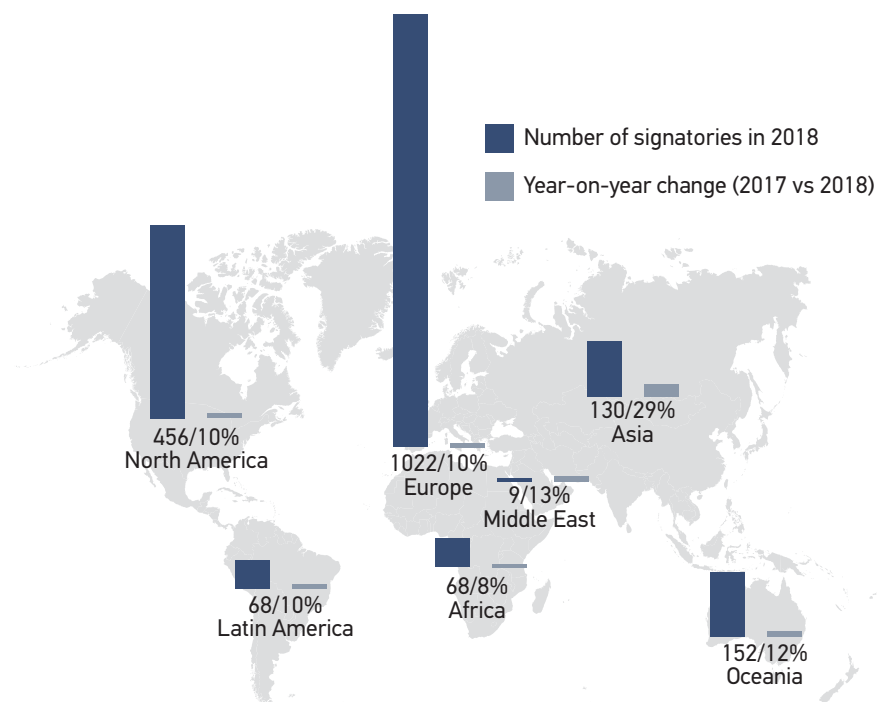 Number of signatories in 2018
Year-on-year change (2017 vs 2018)
456/10%
North America
1022/10%
Europe
130/29%
Asia
9/13%
Middle East
68/10%
Latin America
68/8%
Africa
152/12%
Oceania